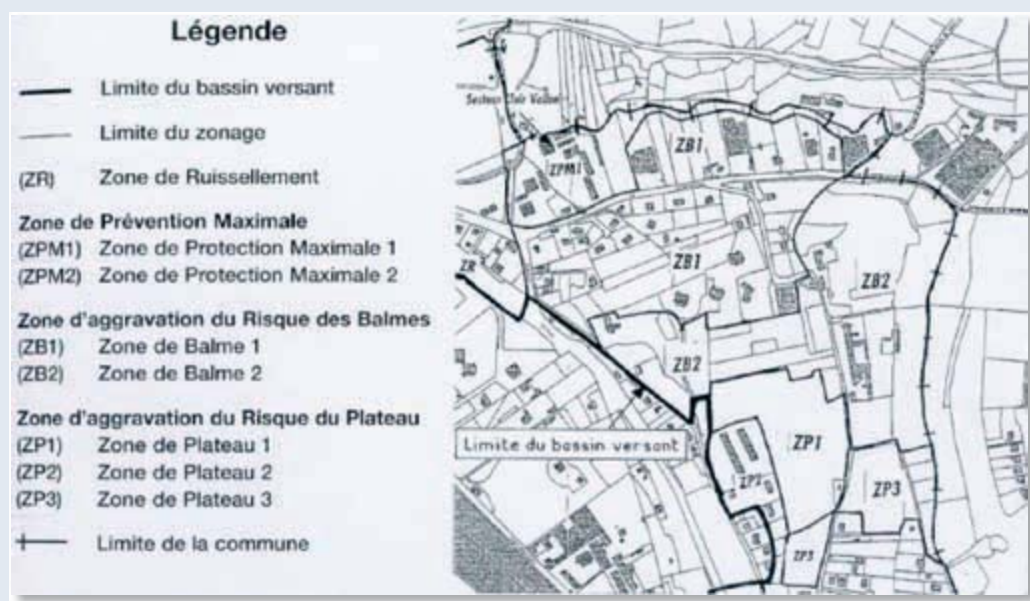 Légende
Limite du bassin versant
Limite du zonage
(ZR) Zone de Ruissellement
Zone de Prévention Maximale
(ZPM1) Zone de Protection Maximale 1
(ZPM2) Zone de Protection Maximale 2
Zone d'aggravation du Risque des Balmes
(ZB1) Zone de Balme 1
(ZB2) Zone de Balme 2
Zone d'aggravation du Risque du Plateau
(ZP1) Zone de Plateau 1
(ZP2) Zone de Plateau 2
(ZP3) Zone de Plateau 3
Limite de la commune
Secteur Clair Vallon
ZPM1
ZB1
ZR
ZB1
ZB2
ZB2
Limite du bassin versant
ZP1
ZP2
ZP3
ZP3